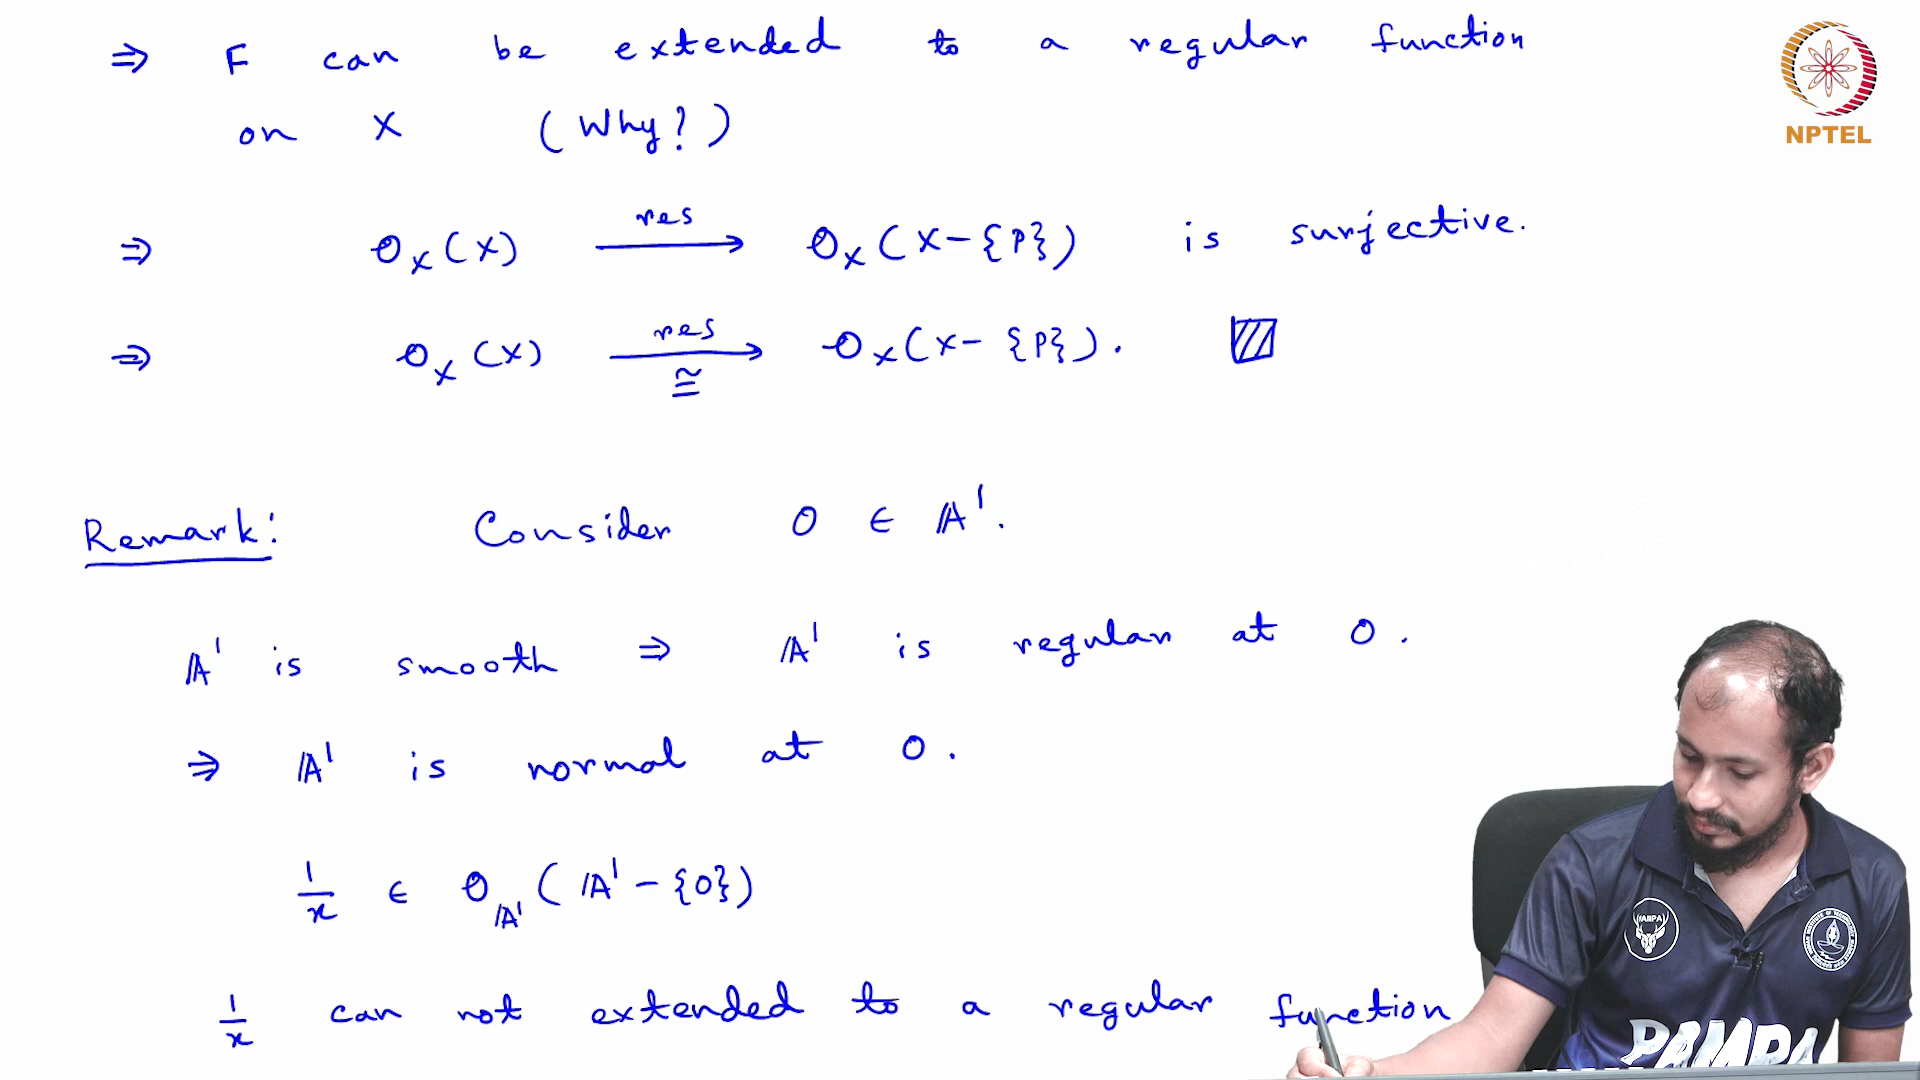 ⇒ F can be extended to a regular function
on X (Why?)
⇒ O_X(X) —res→ O_X(X-{P}) is surjective.
⇒ O_X(X) —res→ ≅ O_X(X-{P}).
Remark: Consider 0 ∈ A¹.
A¹ is smooth ⇒ A¹ is regular at 0.
⇒ A¹ is normal at 0.
1/x ∈ O_A¹(A¹-{0})
1/x can not extended to a regular function
NPTEL
PAMPA